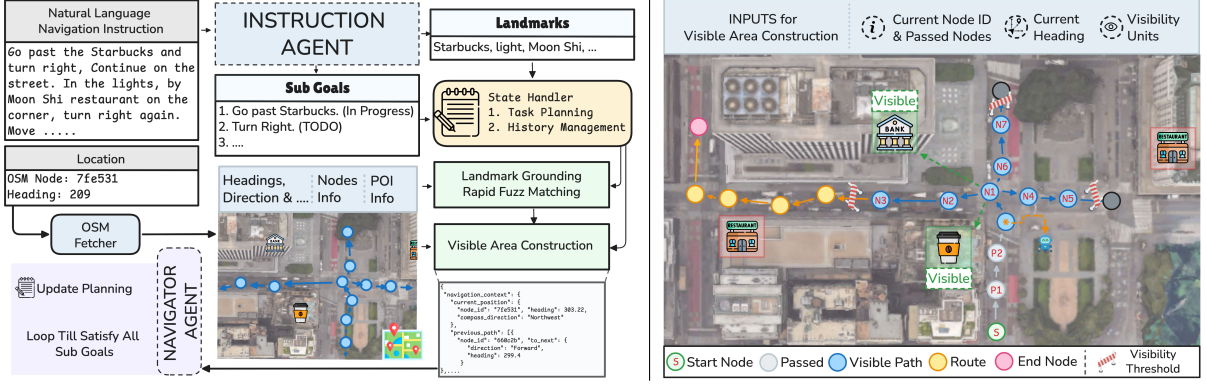 Natural Language
Navigation Instruction
Go past the Starbucks and
turn right, Continue on the
street. In the lights, by
Moon Shi restaurant on the
corner, turn right again.
Move .....
Location
OSM Node: 7fe531
Heading: 209
OSM
Fetcher
INSTRUCTION
AGENT
Landmarks
Starbucks, light, Moon Shi, ...
Sub Goals
1. Go past Starbucks. (In Progress)
2. Turn Right. (TODO)
3. ....
State Handler
1. Task Planning
2. History Management
Headings,
Direction & ....
Nodes
Info
POI
Info
Landmark Grounding
Rapid Fuzz Matching
Visible Area Construction
BANK
NAVIGATOR
AGENT
Update Planning
Loop Till Satisfy All
Sub Goals
{
"navigation_context": {
"current_position": {
"node_id": "7fe531", "heading": 303.22,
"compass_direction": "Northwest"
},
"previous_path": [{
"node_id": "660c2b", "to_next": {
"direction": "Forward",
"heading": 299.4
}
},....
INPUTS for
Visible Area Construction
Current Node ID
& Passed Nodes
Current
Heading
Visibility
Units
Visible
BANK
N7
RESTAURANT
N6
N3
N2
N1
N4
N5
RESTAURANT
Visible
P2
P1
S
S Start Node
Passed
Visible Path
Route
End Node
Visibility
Threshold